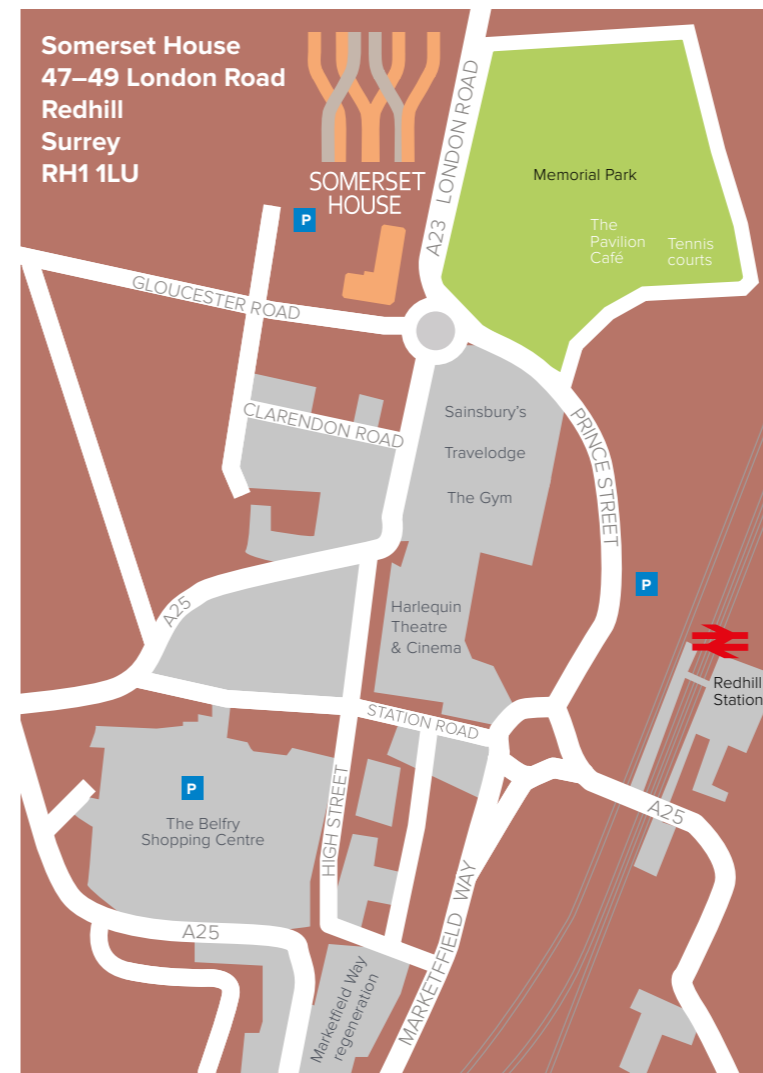 Somerset House
47–49 London Road
Redhill
Surrey
RH1 1LU
SOMERSET
HOUSE
A23 LONDON ROAD
Memorial Park
The
Pavilion
Café
Tennis
courts
P
GLOUCESTER ROAD
CLARENDON ROAD
Sainsbury's
Travelodge
The Gym
PRINCE STREET
P
A25
Harlequin
Theatre
& Cinema
Redhill
Station
STATION ROAD
P
The Belfry
Shopping Centre
HIGH STREET
A25
A25
MARKETFFIELD WAY
Marketfield Way
regeneration